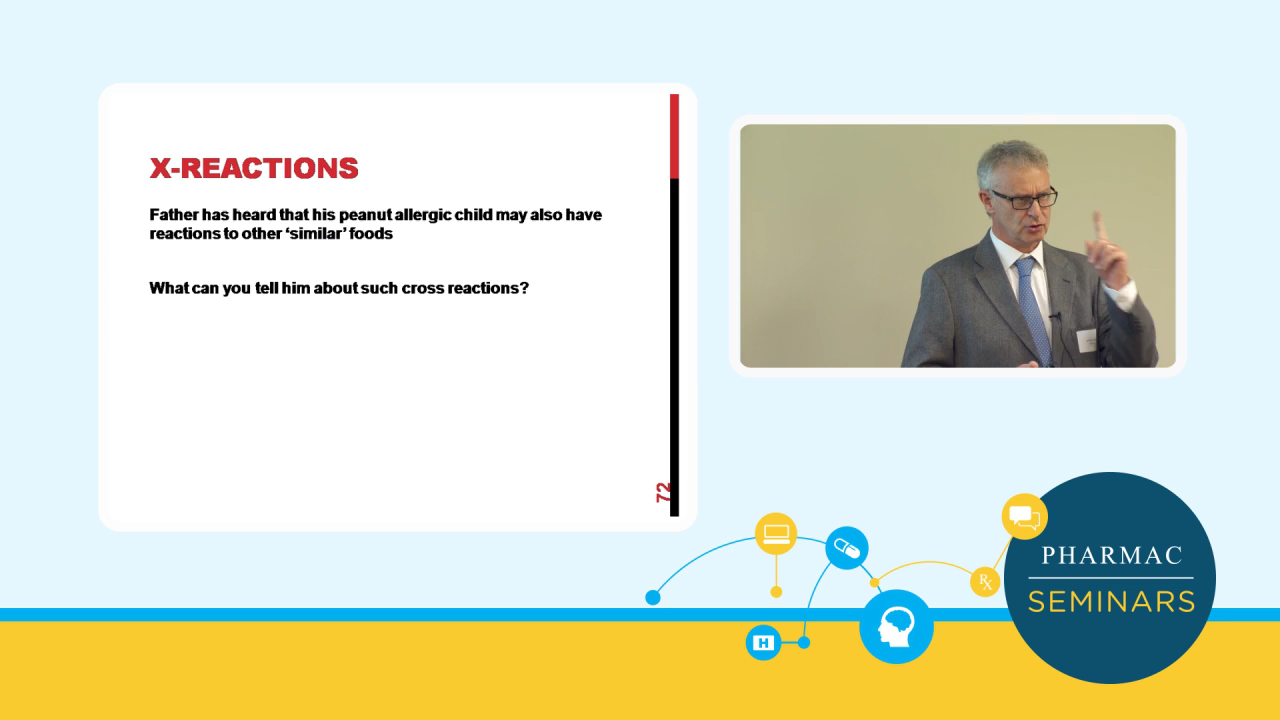 X-REACTIONS
Father has heard that his peanut allergic child may also have
reactions to other ‘similar’ foods
What can you tell him about such cross reactions?
72
H
Rx
PHARMAC
SEMINARS